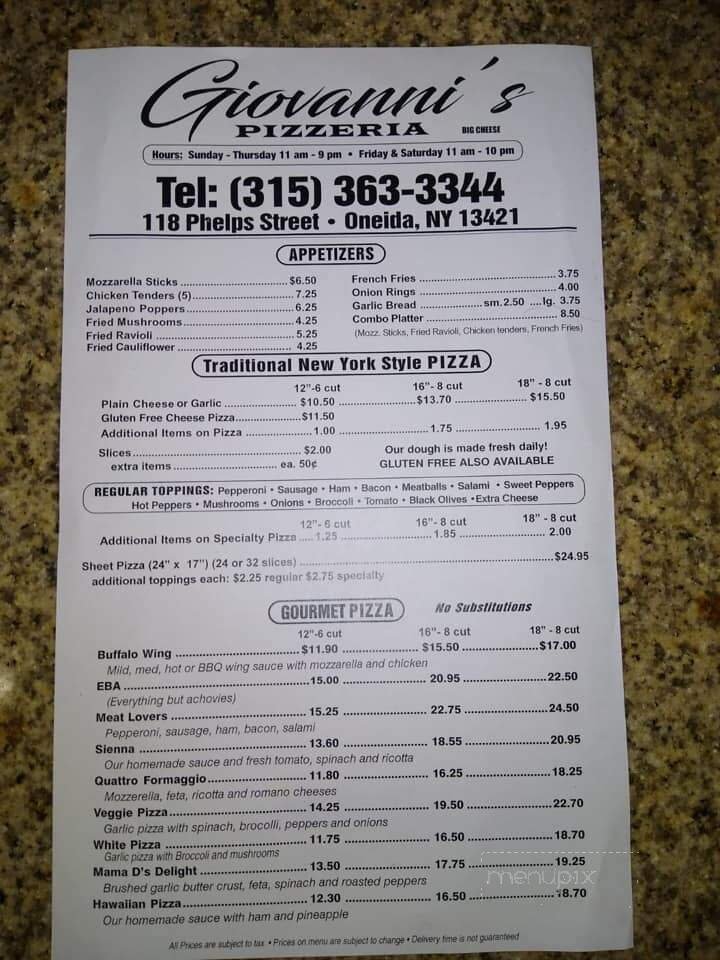 Giovanni's
PIZZERIA BIG CHEESE
Hours: Sunday - Thursday 11 am - 9 pm • Friday & Saturday 11 am - 10 pm
Tel: (315) 363-3344
118 Phelps Street • Oneida, NY 13421
APPETIZERS
Mozzarella Sticks $6.50
Chicken Tenders (5) 7.25
Jalapeno Poppers 6.25
Fried Mushrooms 4.25
Fried Ravioli 5.25
Fried Cauliflower 4.25
French Fries 3.75
Onion Rings 4.00
Garlic Bread sm. 2.50 lg. 3.75
Combo Platter 8.50
(Mozz. Sticks, Fried Ravioli, Chicken tenders, French Fries)
Traditional New York Style PIZZA
12"-6 cut 16"- 8 cut 18" - 8 cut
Plain Cheese or Garlic $10.50 $13.70 $15.50
Gluten Free Cheese Pizza $11.50
Additional Items on Pizza 1.00 1.75 1.95
Slices $2.00
extra items ea. 50¢
Our dough is made fresh daily!
GLUTEN FREE ALSO AVAILABLE
REGULAR TOPPINGS: Pepperoni • Sausage • Ham • Bacon • Meatballs • Salami • Sweet Peppers
Hot Peppers • Mushrooms • Onions • Broccoli • Tomato • Black Olives • Extra Cheese
12"- 6 cut 16"- 8 cut 18" - 8 cut
Additional Items on Specialty Pizza 1.25 1.85 2.00
Sheet Pizza (24" x 17") (24 or 32 slices) $24.95
additional toppings each: $2.25 regular $2.75 specialty
GOURMET PIZZA No Substitutions
12"-6 cut 16" - 8 cut 18" - 8 cut
Buffalo Wing $11.90 $15.50 $17.00
Mild, med, hot or BBQ wing sauce with mozzarella and chicken
EBA 15.00 20.95 22.50
(Everything but achovies)
Meat Lovers 15.25 22.75 24.50
Pepperoni, sausage, ham, bacon, salami
Sienna 13.60 18.55 20.95
Our homemade sauce and fresh tomato, spinach and ricotta
Quattro Formaggio 11.80 16.25 18.25
Mozzerella, feta, ricotta and romano cheeses
Veggie Pizza 14.25 19.50 22.70
Garlic pizza with spinach, brocolli, peppers and onions
White Pizza 11.75 16.50 18.70
Garlic pizza with Broccoli and mushrooms
Mama D's Delight 13.50 17.75 19.25
Brushed garlic butter crust, feta, spinach and roasted peppers
menupix
Hawaiian Pizza 12.30 16.50 18.70
Our homemade sauce with ham and pineapple
All Prices are subject to tax • Prices on menu are subject to change • Delivery time is not guaranteed